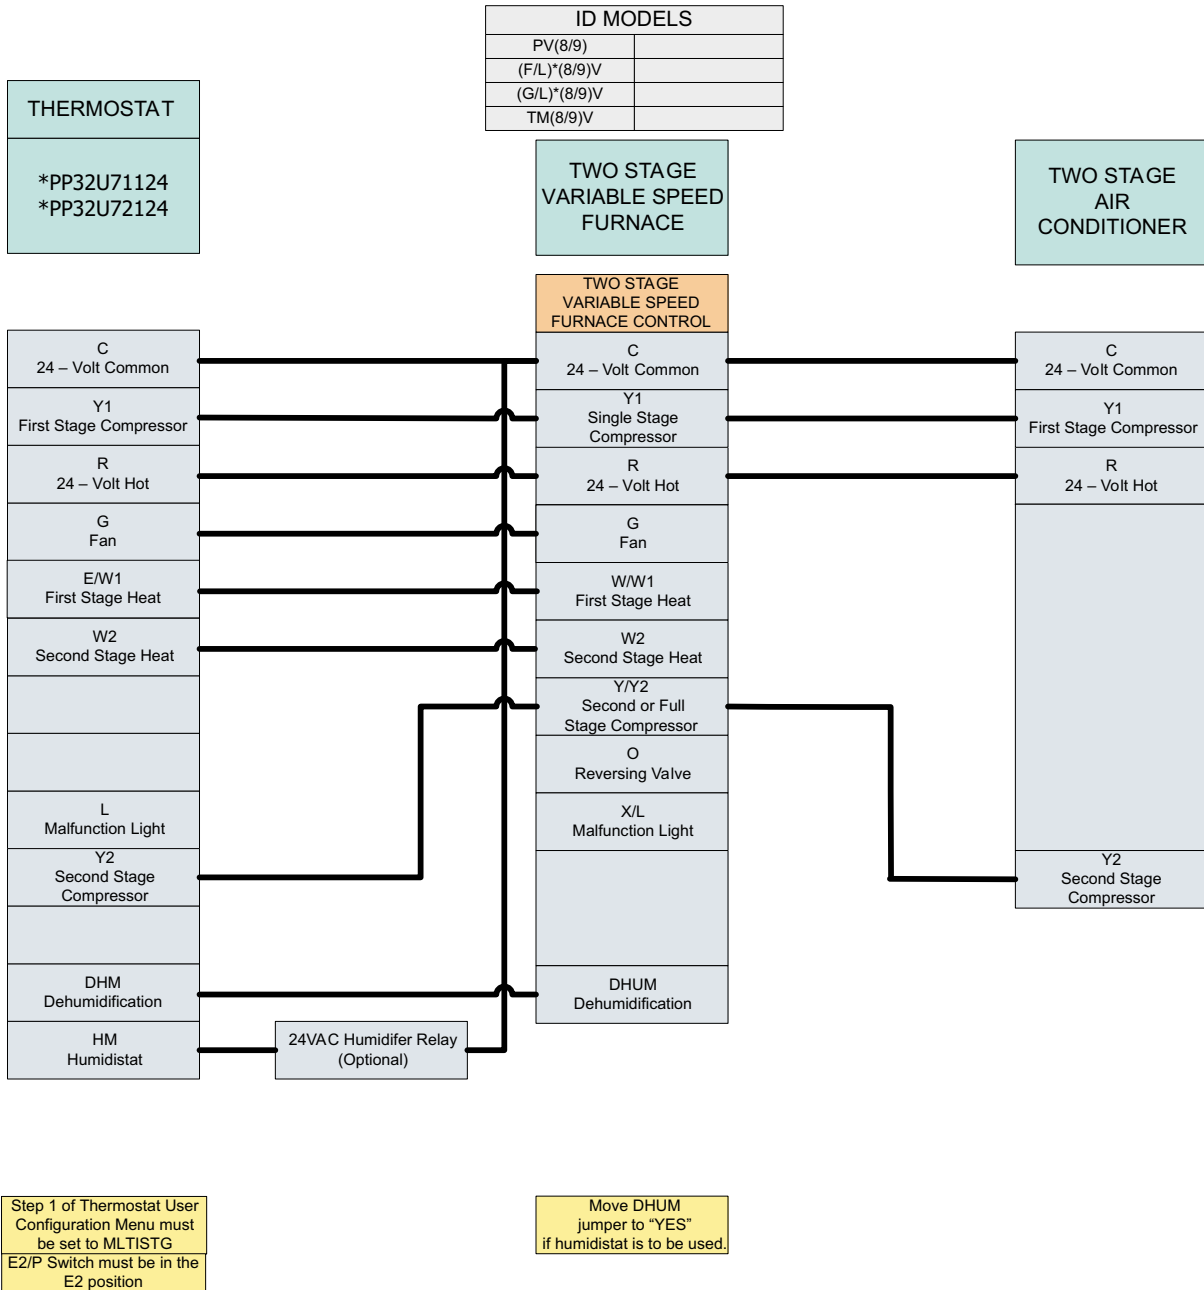 ID MODELS
PV(8/9)
(F/L)*(8/9)V
(G/L)*(8/9)V
TM(8/9)V
THERMOSTAT
*PP32U71124
*PP32U72124
TWO STAGE
VARIABLE SPEED
FURNACE
TWO STAGE
AIR
CONDITIONER
TWO STAGE
VARIABLE SPEED
FURNACE CONTROL
C
24 – Volt Common
Y1
First Stage Compressor
R
24 – Volt Hot
G
Fan
E/W1
First Stage Heat
W2
Second Stage Heat
L
Malfunction Light
Y2
Second Stage
Compressor
DHM
Dehumidification
HM
Humidistat
24VAC Humidifer Relay
(Optional)
C
24 – Volt Common
Y1
Single Stage
Compressor
R
24 – Volt Hot
G
Fan
W/W1
First Stage Heat
W2
Second Stage Heat
Y/Y2
Second or Full
Stage Compressor
O
Reversing Valve
X/L
Malfunction Light
DHUM
Dehumidification
C
24 – Volt Common
Y1
First Stage Compressor
R
24 – Volt Hot
Y2
Second Stage
Compressor
Step 1 of Thermostat User
Configuration Menu must
be set to MLTISTG
E2/P Switch must be in the
E2 position
Move DHUM
jumper to “YES”
if humidistat is to be used.